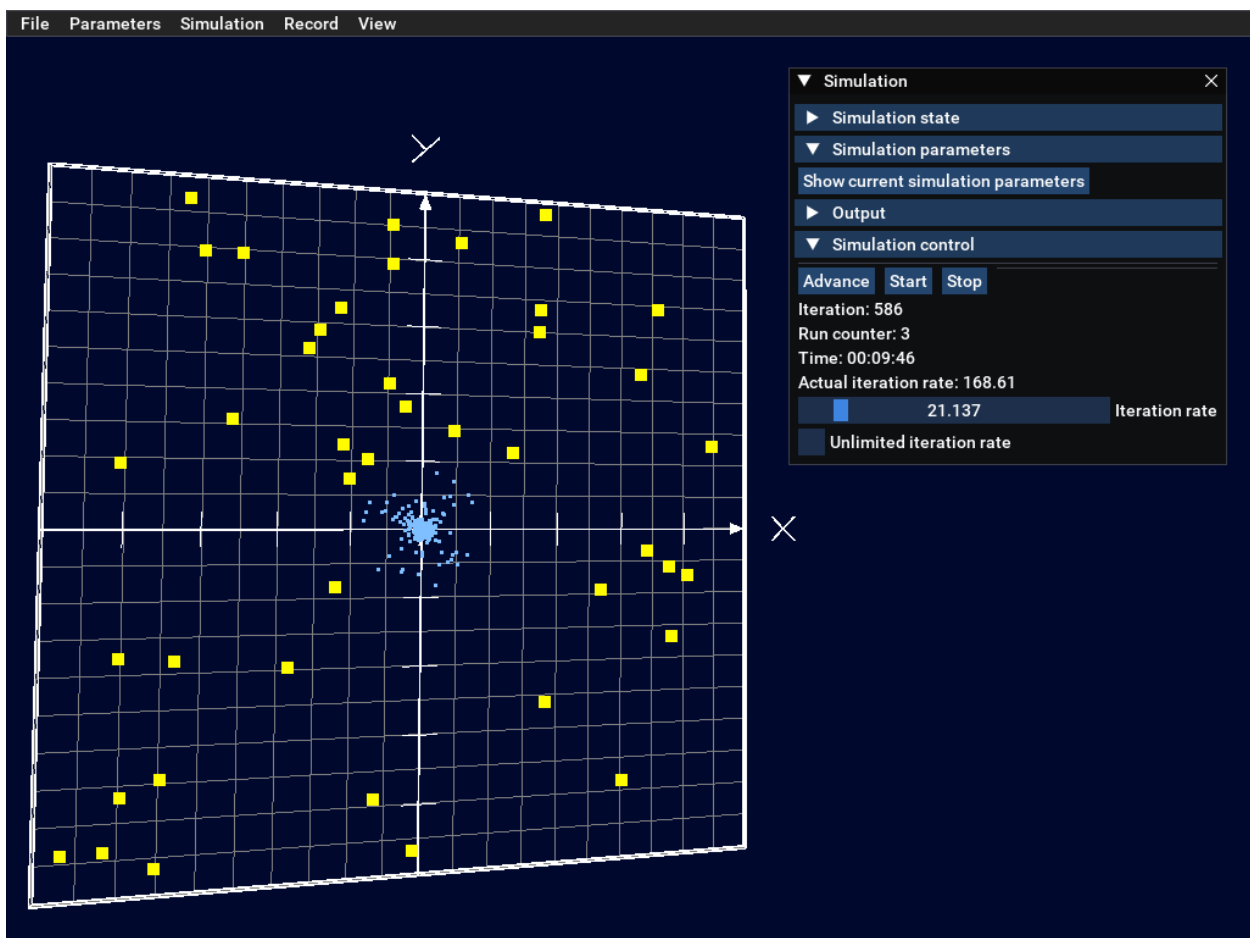 File Parameters Simulation Record View
Simulation
Simulation state
Simulation parameters
Show current simulation parameters
Output
Simulation control
Advance Start Stop
Iteration: 586
Run counter: 3
Time: 00:09:46
Actual iteration rate: 168.61
21.137 Iteration rate
Unlimited iteration rate
Y
X